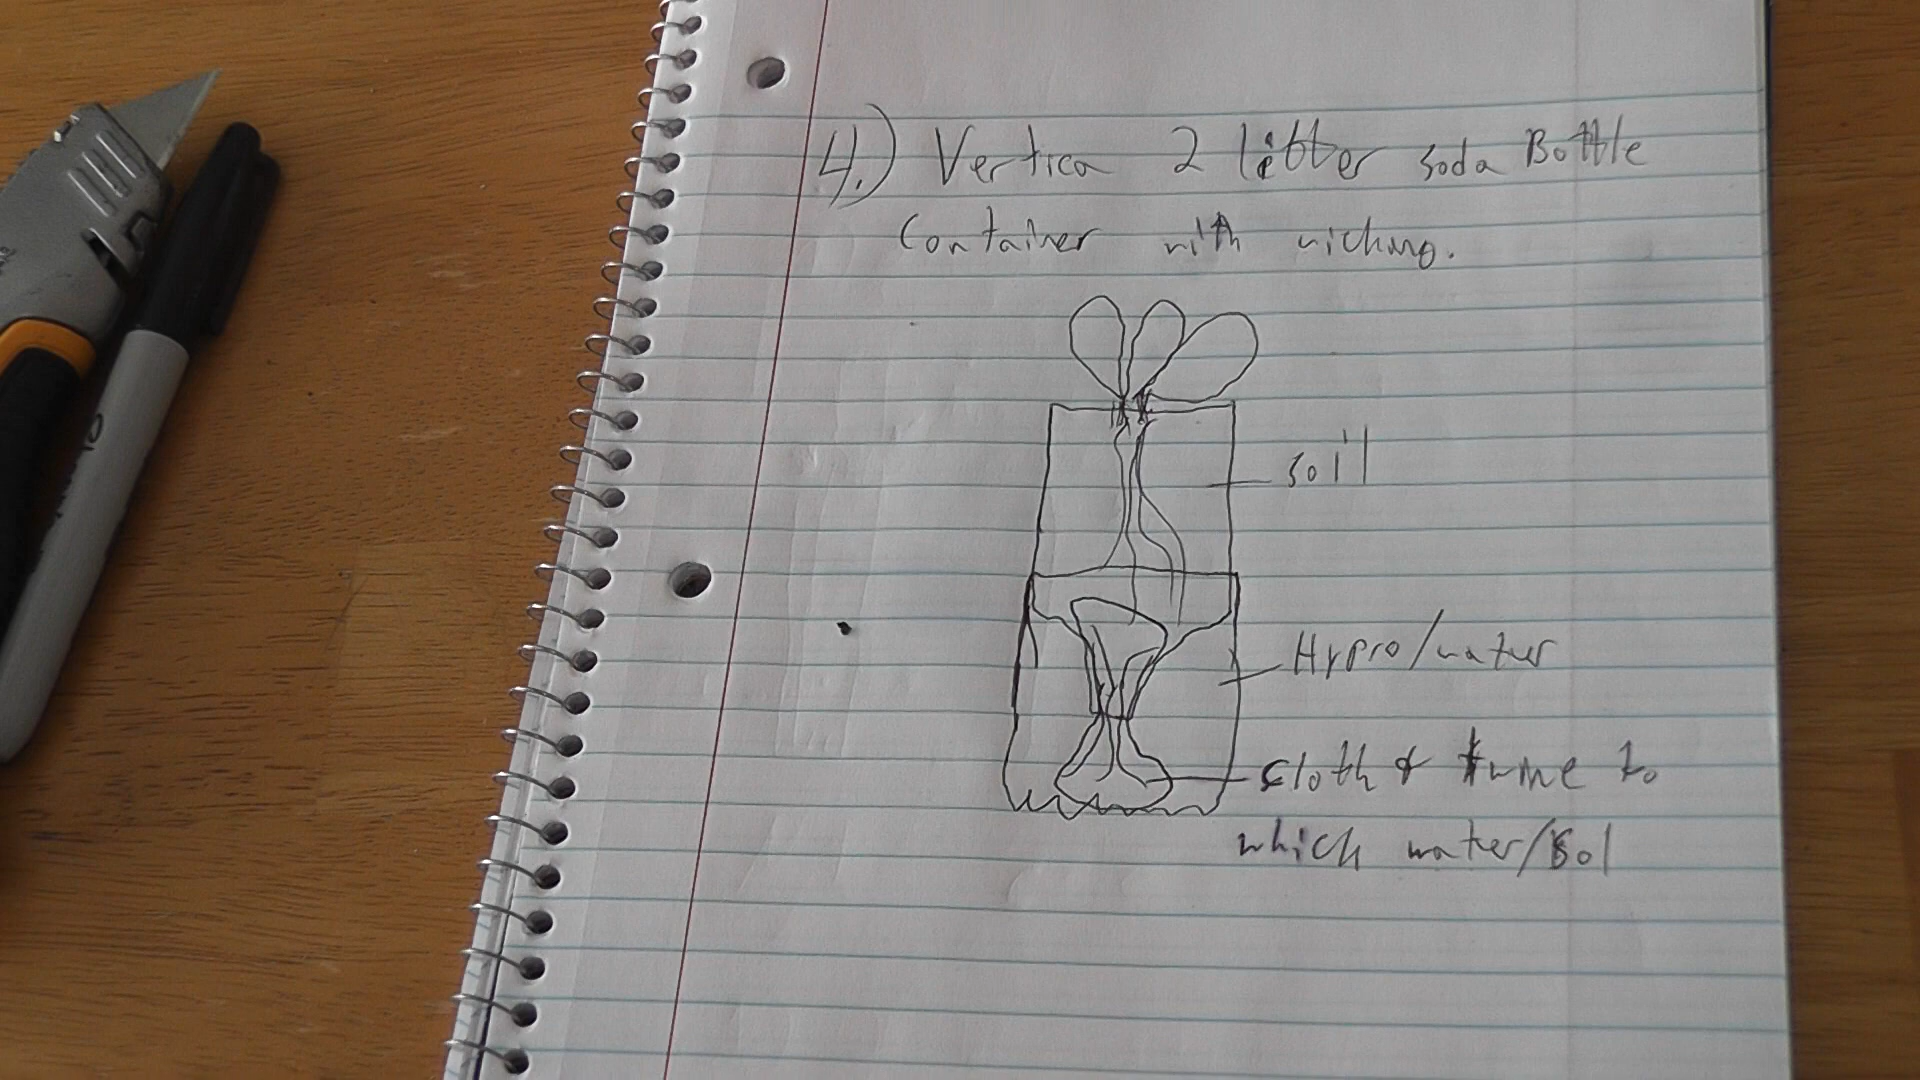 4.) Vertica 2 litter soda Bottle
Container with wicking.
soil
Hypro/water
cloth & twine to
which water/sol